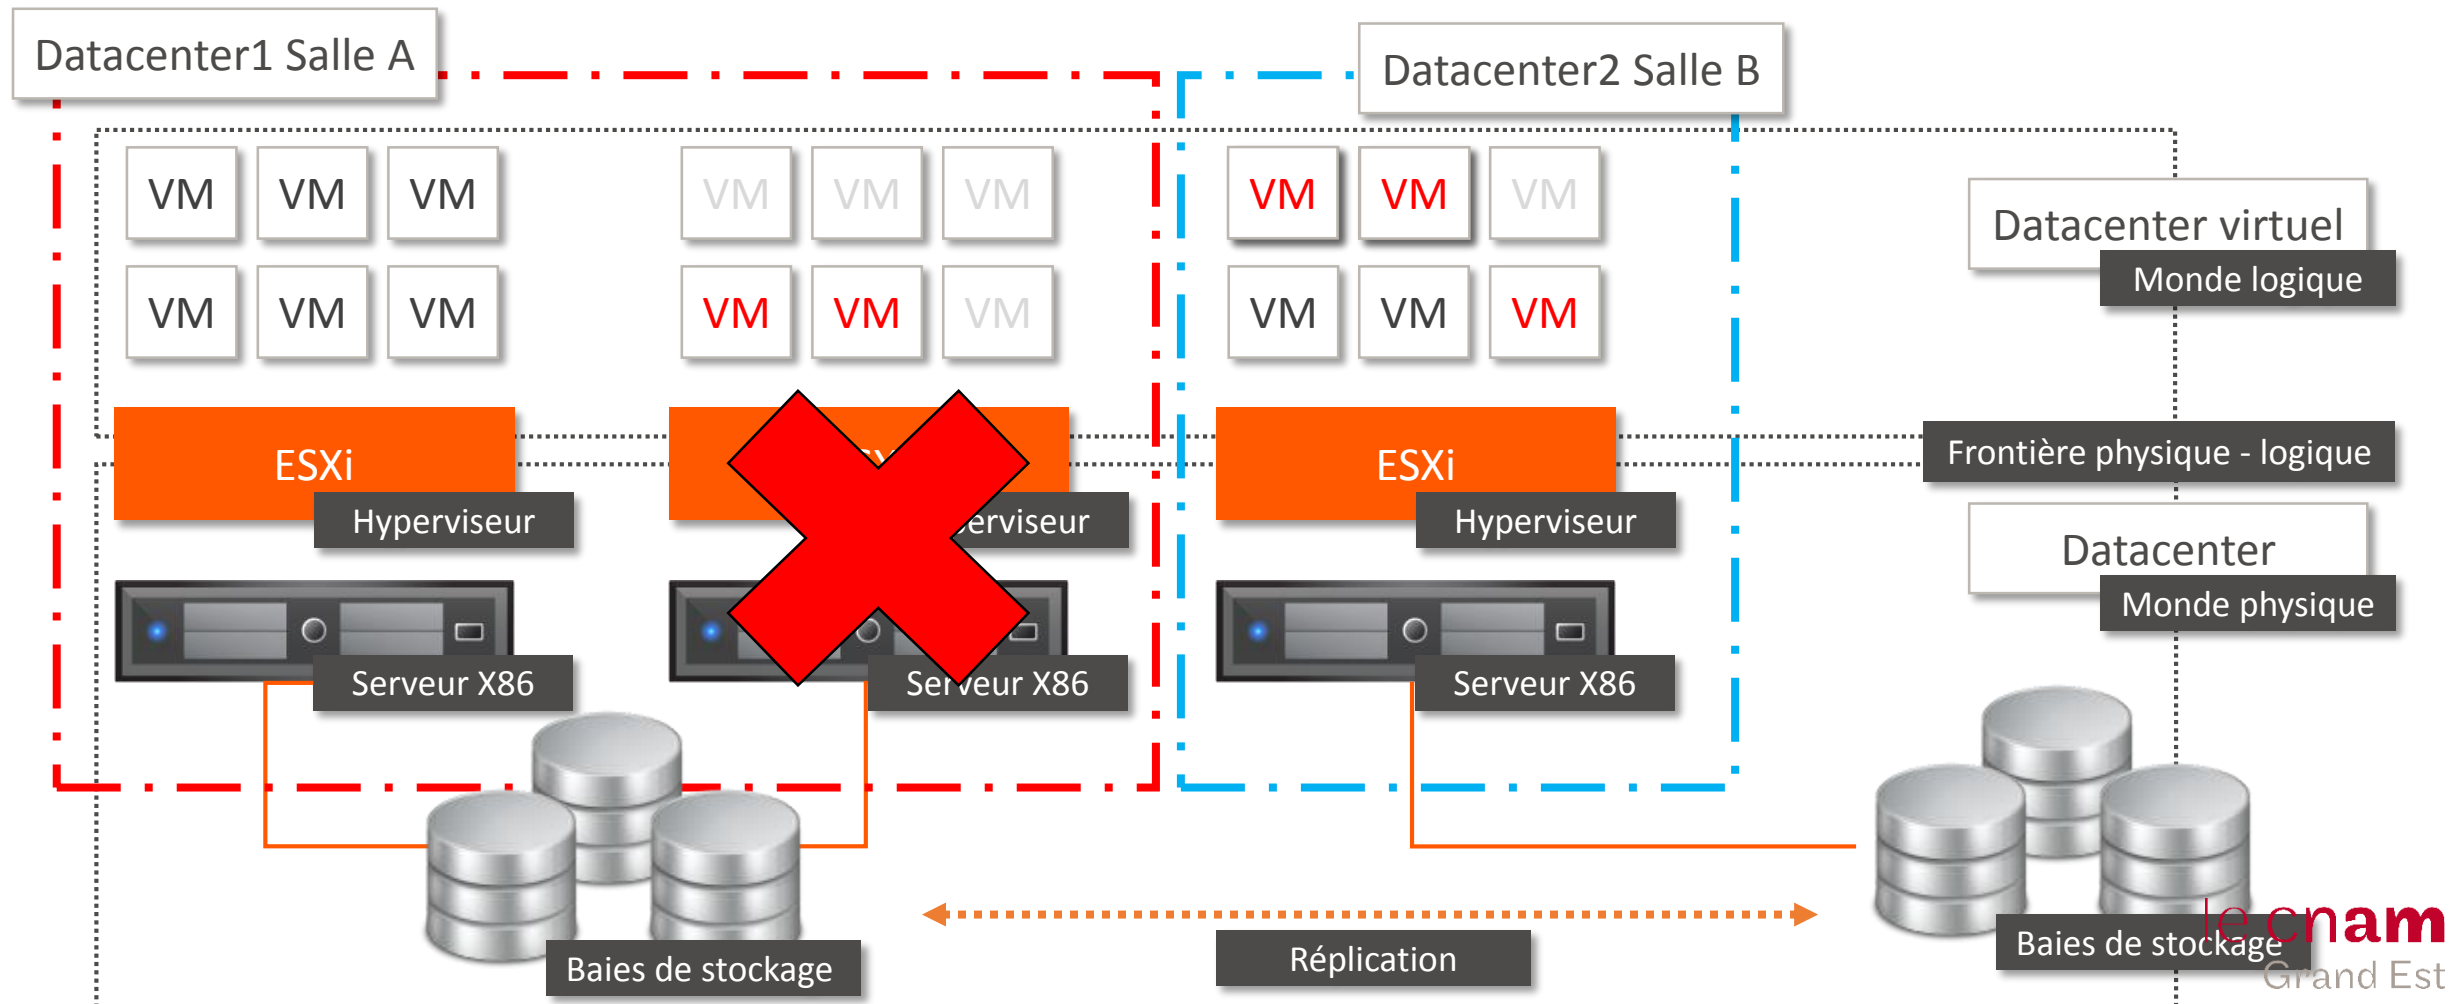 Datacenter1 Salle A
Datacenter2 Salle B
VM VM VM VM VM VM VM VM VM
Datacenter virtuel
Monde logique
VM VM VM VM VM VM VM VM VM
ESXi
ESXi
Frontière physique - logique
Hyperviseur
Hyperviseur
Datacenter
Monde physique
Serveur X86
Serveur X86
Serveur X86
Baies de stockage
Réplication
Baies de stockage
le cnam
Grand Est